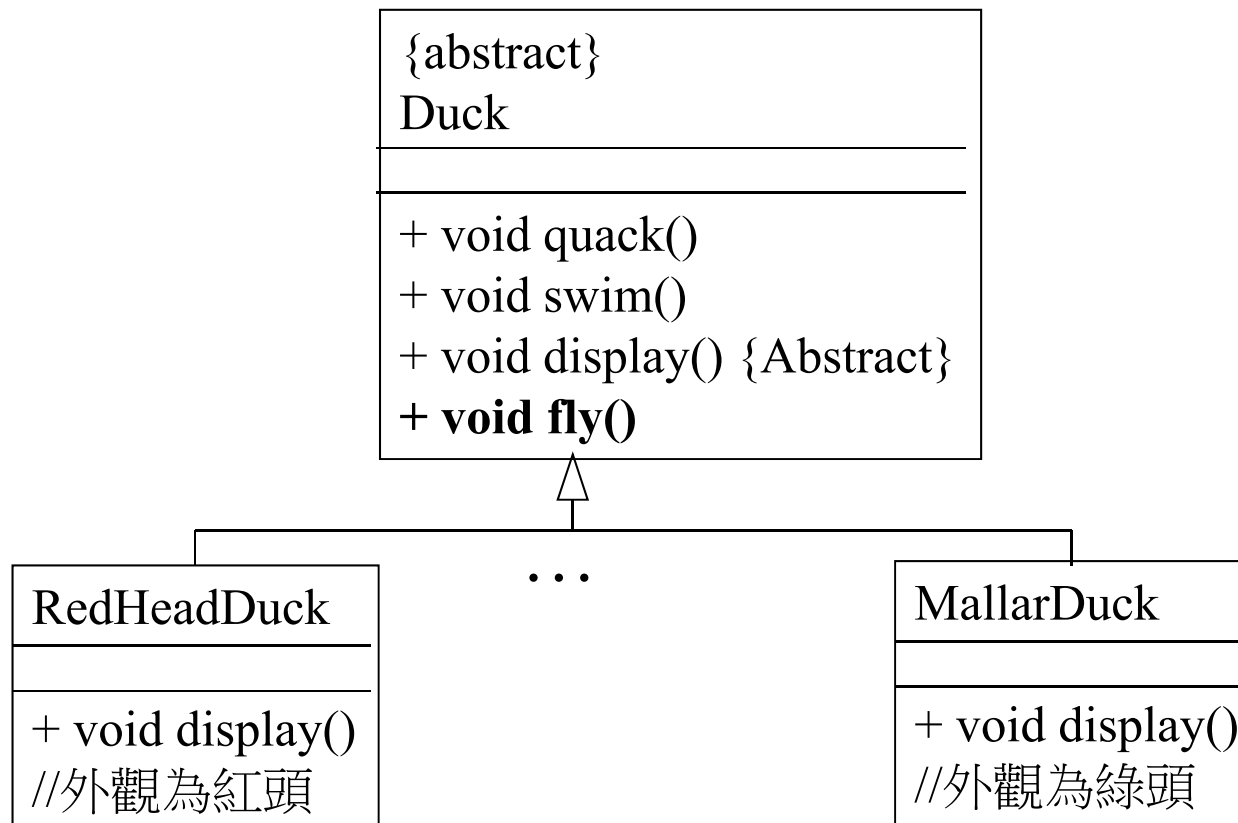 {abstract}
Duck
+ void quack()
+ void swim()
+ void display() {Abstract}
+ void fly()
…
RedHeadDuck
+ void display()
//外觀為紅頭
MallarDuck
+ void display()
//外觀為綠頭